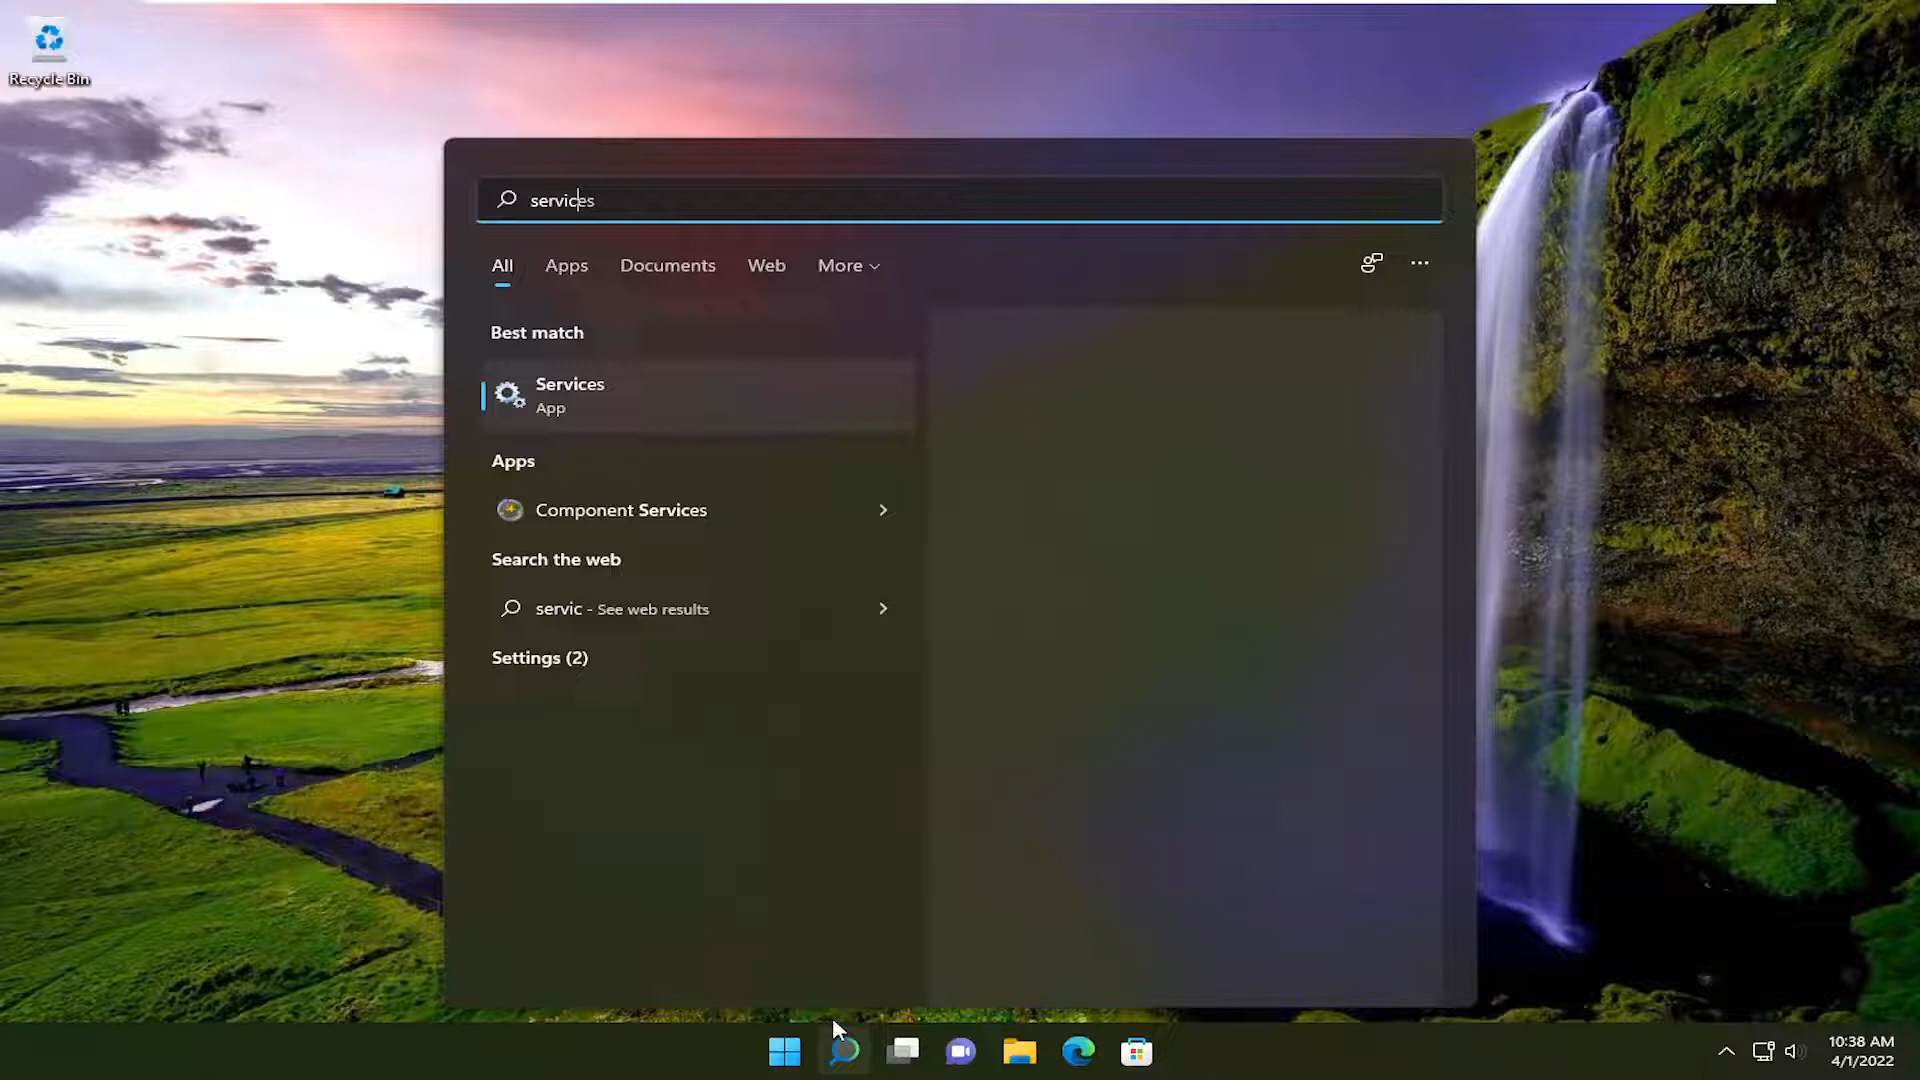 Recycle Bin
services
All Apps Documents Web More
Best match
Services
App
Apps
Component Services
Search the web
servic - See web results
Settings (2)
10:38 AM
4/1/2022